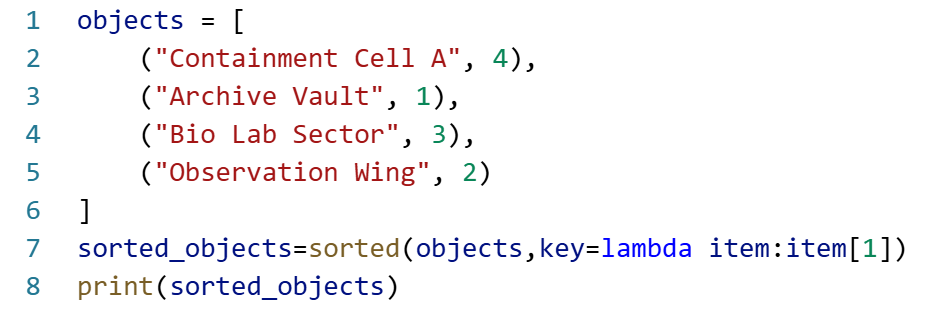 1 objects = [
2     ("Containment Cell A", 4),
3     ("Archive Vault", 1),
4     ("Bio Lab Sector", 3),
5     ("Observation Wing", 2)
6 ]
7 sorted_objects=sorted(objects,key=lambda item:item[1])
8 print(sorted_objects)